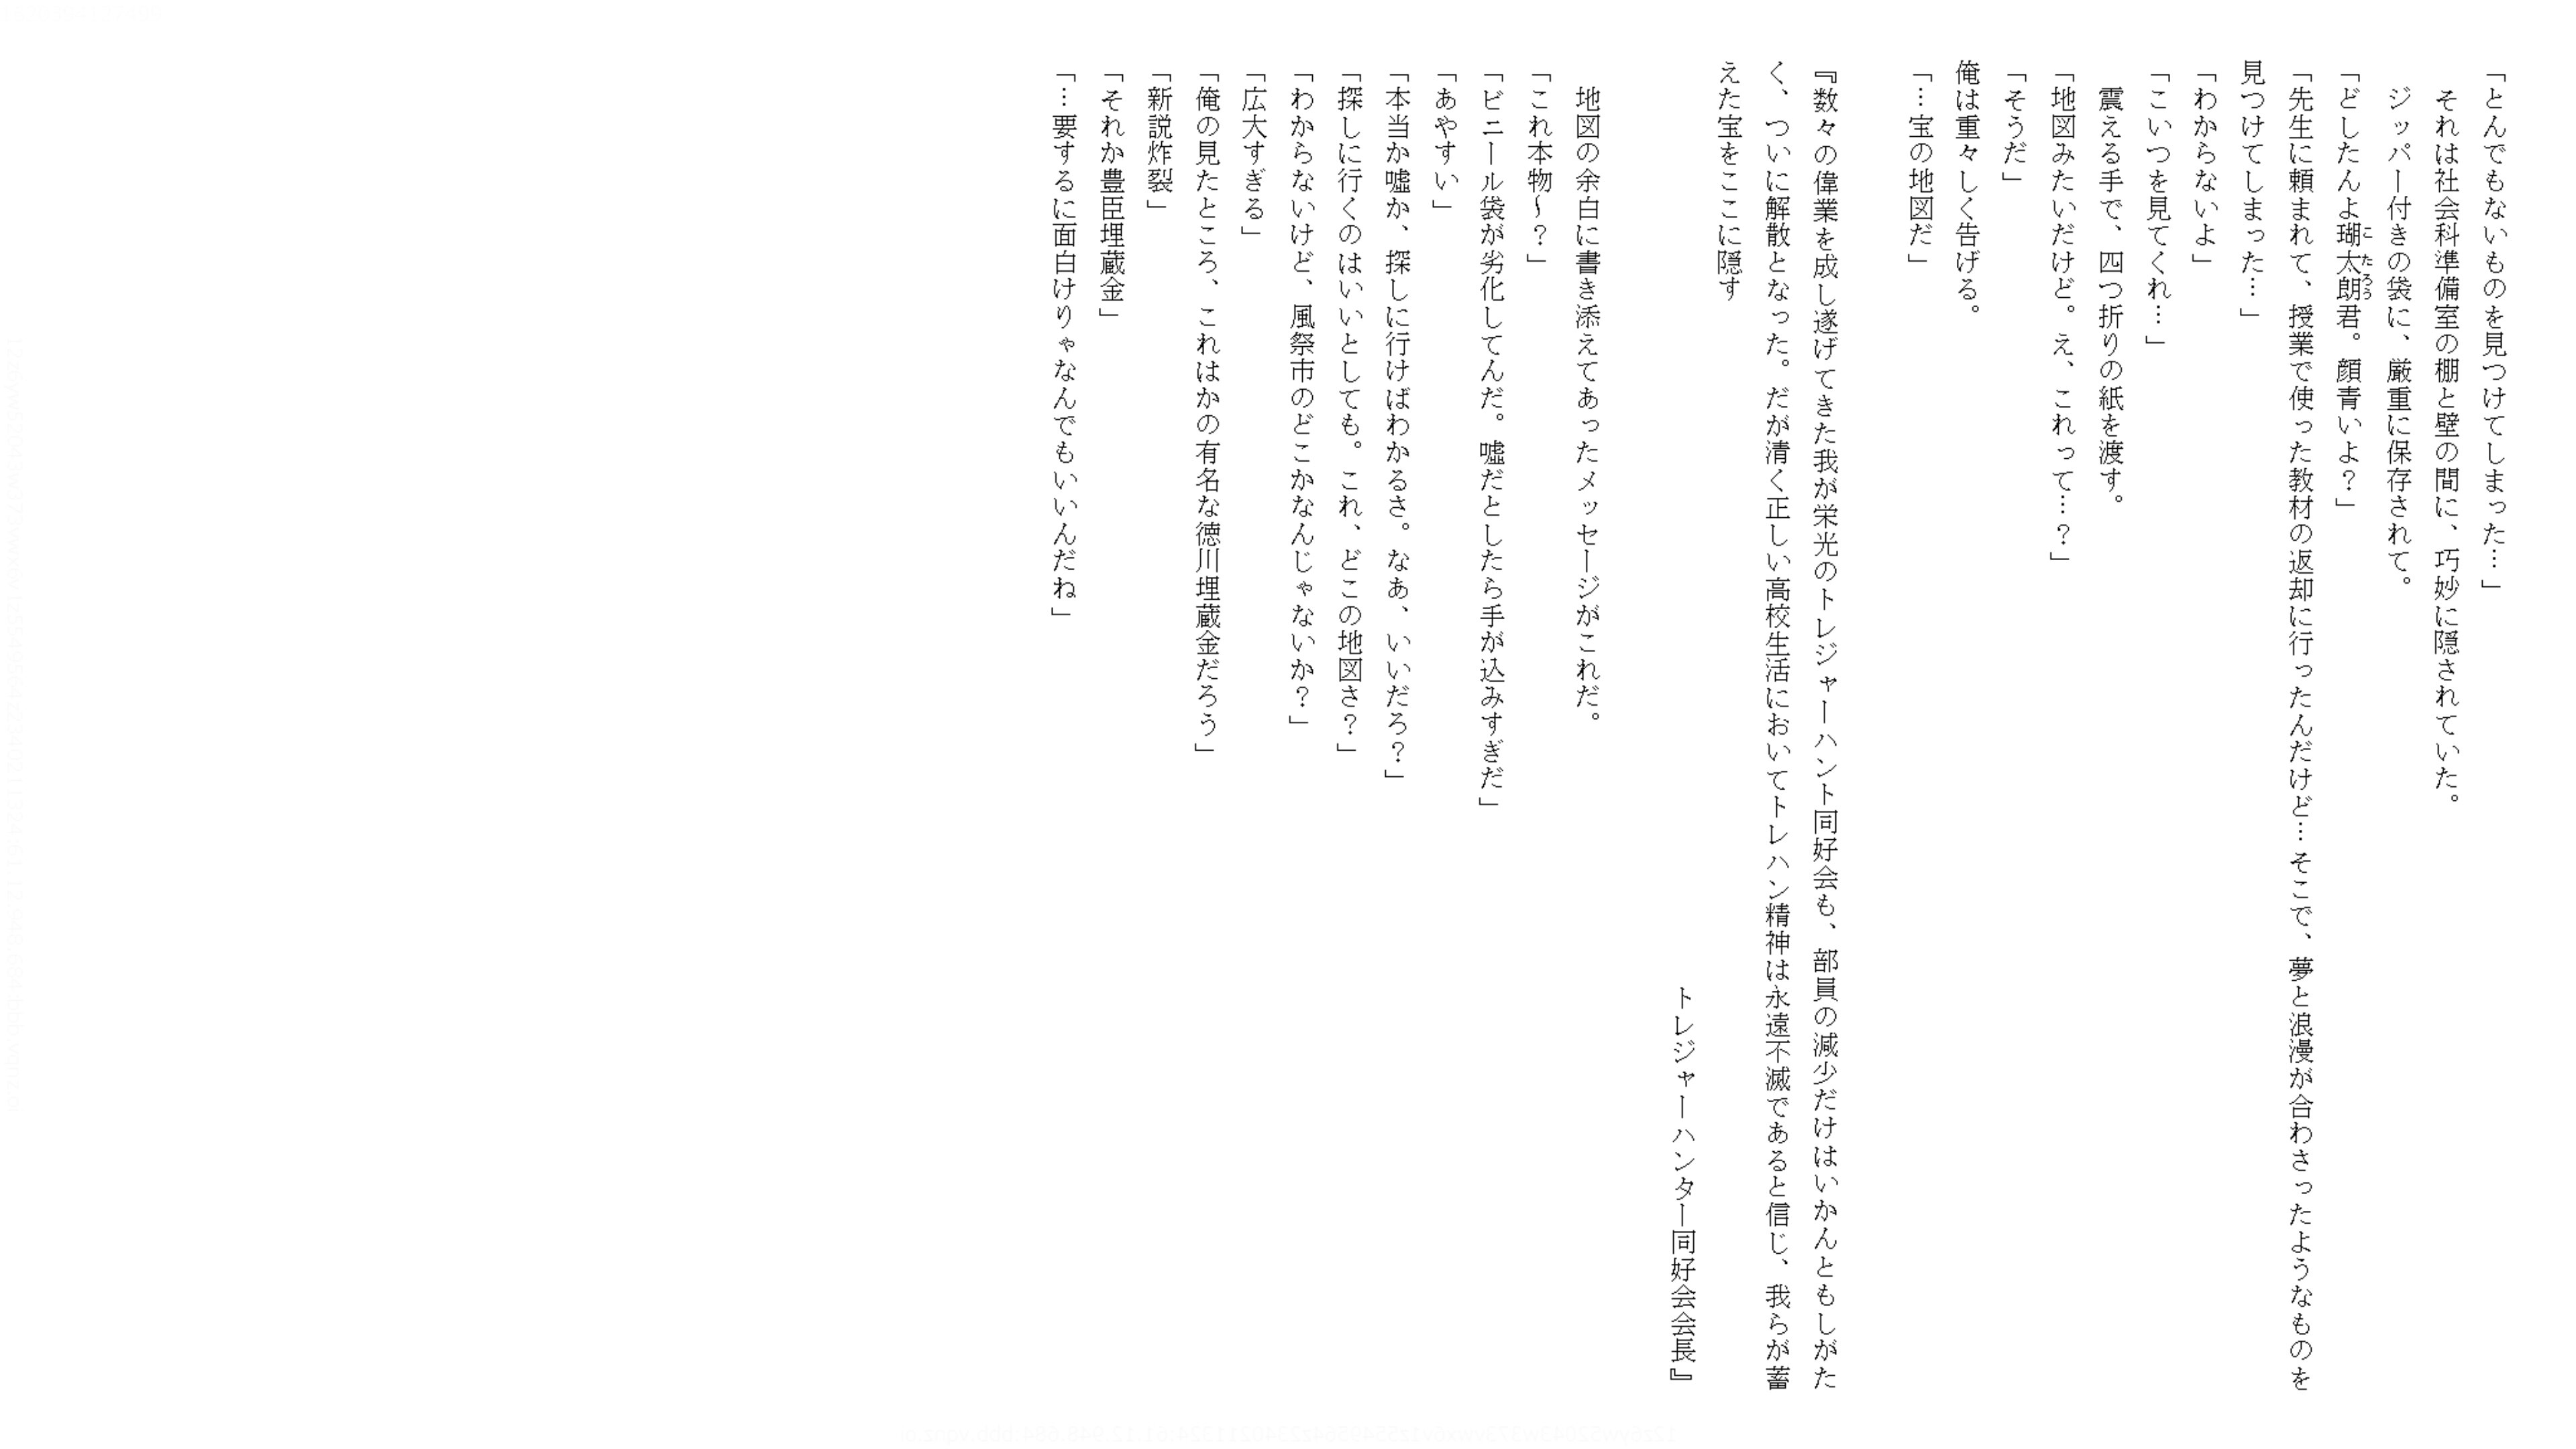 「とんでもないものを見つけてしまった…」
それは社会科準備室の棚と壁の間に、巧妙に隠されていた。
ジッパー付きの袋に、厳重に保存されて。
「どしたんよ瑚太朗君。顔青いよ？」
「先生に頼まれて、授業で使った教材の返却に行ったんだけど…そこで、夢と浪漫が合わさったようなものを
見つけてしまった…」
「わからないよ」
「こいつを見てくれ…」
震える手で、四つ折りの紙を渡す。
「地図みたいだけど。え、これって…？」
「そうだ」
俺は重々しく告げる。
「…宝の地図だ」
『数々の偉業を成し遂げてきた我が栄光のトレジャーハント同好会も、部員の減少だけはいかんともしがた
く、ついに解散となった。だが清く正しい高校生活においてトレハン精神は永遠不滅であると信じ、我らが蓄
えた宝をここに隠す
トレジャーハンター同好会会長』
地図の余白に書き添えてあったメッセージがこれだ。
「これ本物～？」
「ビニール袋が劣化してんだ。嘘だとしたら手が込みすぎだ」
「あやすい」
「本当か嘘か、探しに行けばわかるさ。なあ、いいだろ？」
「探しに行くのはいいとしても。これ、どこの地図さ？」
「わからないけど、風祭市のどこかなんじゃないか？」
「広大すぎる」
「俺の見たところ、これはかの有名な徳川埋蔵金だろう」
「新説炸裂」
「それか豊臣埋蔵金」
「…要するに面白けりゃなんでもいいんだね」